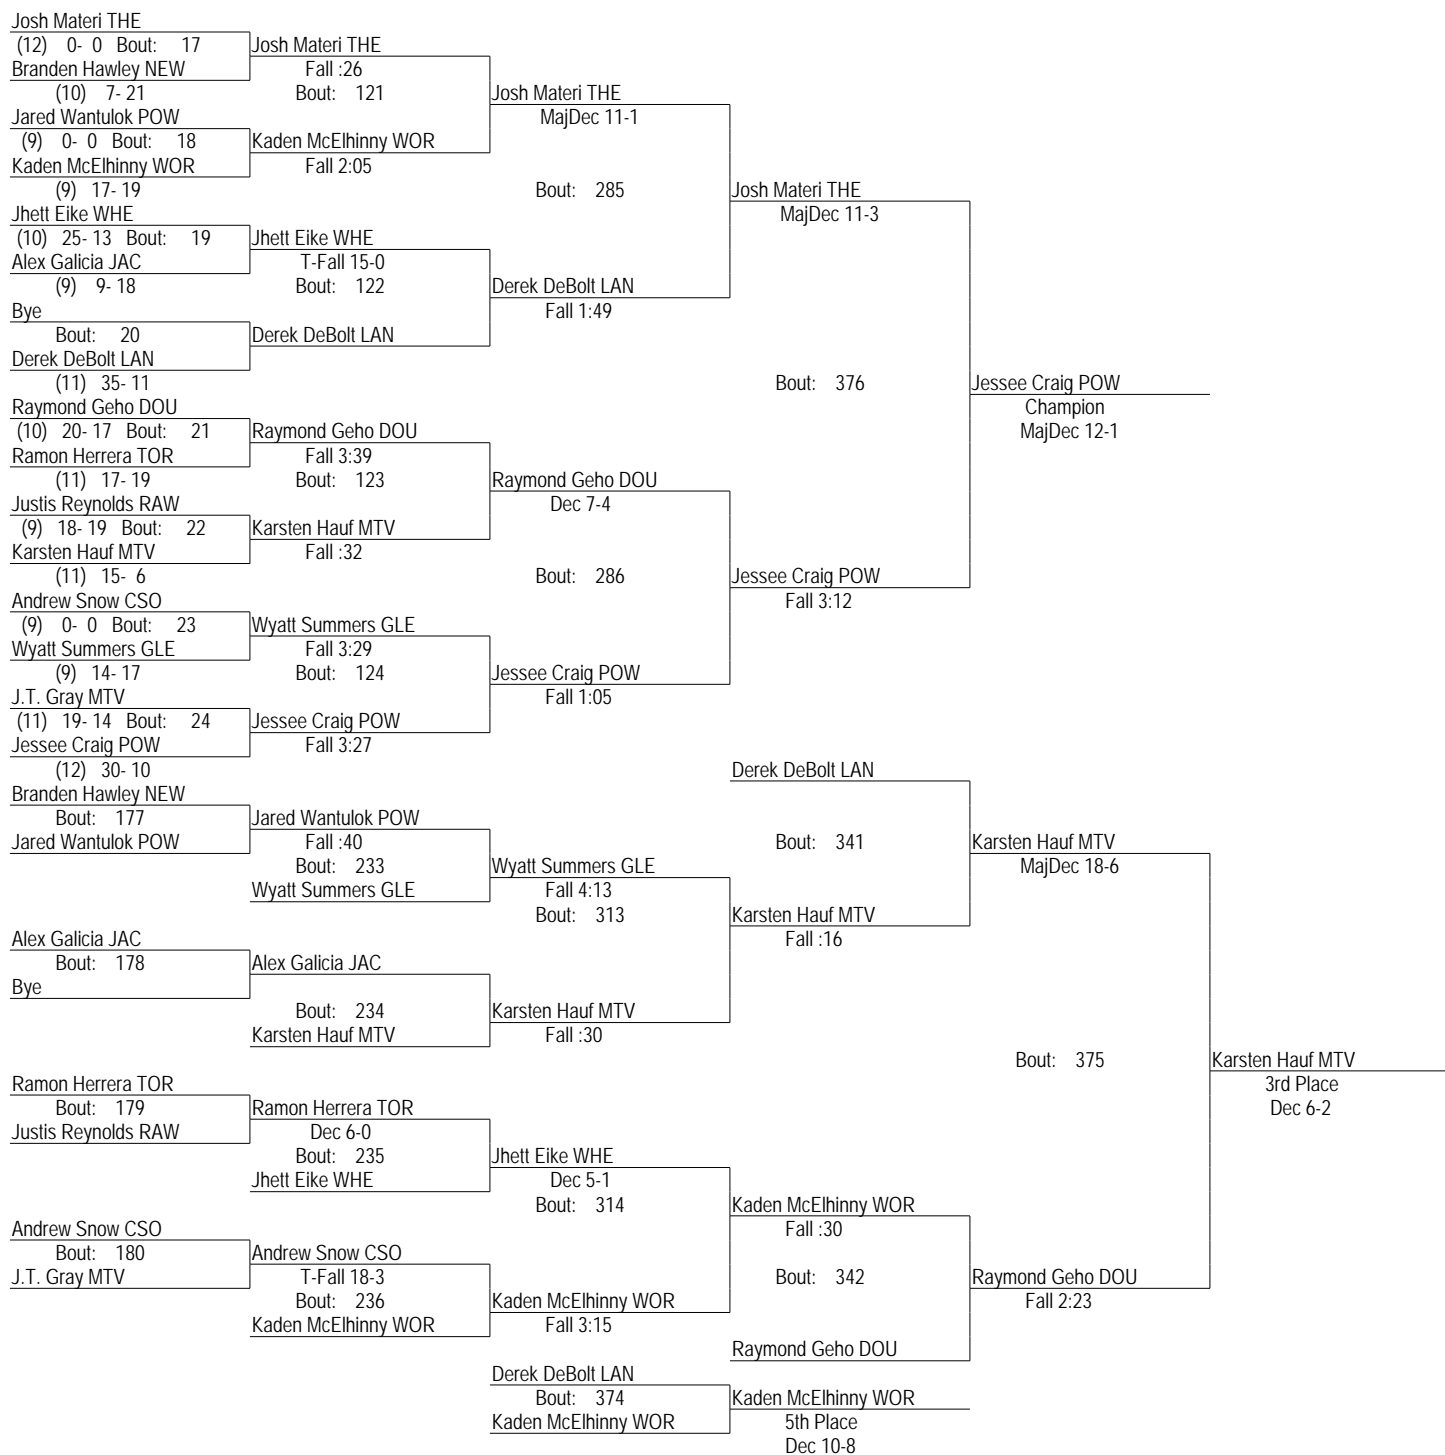 Josh Materi THE
(12) 0- 0 Bout: 17
Branden Hawley NEW
(10) 7- 21
Jared Wantulok POW
(9) 0- 0 Bout: 18
Kaden McElhinny WOR
(9) 17- 19
Jhett Eike WHE
(10) 25- 13 Bout: 19
Alex Galicia JAC
(9) 9- 18
Bye
Bout: 20
Derek DeBolt LAN
(11) 35- 11
Raymond Geho DOU
(10) 20- 17 Bout: 21
Ramon Herrera TOR
(11) 17- 19
Justis Reynolds RAW
(9) 18- 19 Bout: 22
Karsten Hauf MTV
(11) 15- 6
Andrew Snow CSO
(9) 0- 0 Bout: 23
Wyatt Summers GLE
(9) 14- 17
J.T. Gray MTV
(11) 19- 14 Bout: 24
Jessee Craig POW
(12) 30- 10
Josh Materi THE
Fall :26
Bout: 121
Kaden McElhinny WOR
Fall 2:05
Jhett Eike WHE
T-Fall 15-0
Bout: 122
Derek DeBolt LAN
Raymond Geho DOU
Fall 3:39
Bout: 123
Karsten Hauf MTV
Fall :32
Wyatt Summers GLE
Fall 3:29
Bout: 124
Jessee Craig POW
Fall 3:27
Josh Materi THE
MajDec 11-1
Bout: 285
Derek DeBolt LAN
Fall 1:49
Raymond Geho DOU
Dec 7-4
Bout: 286
Jessee Craig POW
Fall 1:05
Josh Materi THE
MajDec 11-3
Bout: 376
Jessee Craig POW
Fall 3:12
Jessee Craig POW
Champion
MajDec 12-1
Branden Hawley NEW
Bout: 177
Jared Wantulok POW
Alex Galicia JAC
Bout: 178
Bye
Ramon Herrera TOR
Bout: 179
Justis Reynolds RAW
Andrew Snow CSO
Bout: 180
J.T. Gray MTV
Jared Wantulok POW
Fall :40
Bout: 233
Wyatt Summers GLE
Alex Galicia JAC
Bout: 234
Karsten Hauf MTV
Ramon Herrera TOR
Dec 6-0
Bout: 235
Jhett Eike WHE
Andrew Snow CSO
T-Fall 18-3
Bout: 236
Kaden McElhinny WOR
Wyatt Summers GLE
Fall 4:13
Bout: 313
Karsten Hauf MTV
Fall :30
Jhett Eike WHE
Dec 5-1
Bout: 314
Kaden McElhinny WOR
Fall 3:15
Derek DeBolt LAN
Bout: 341
Karsten Hauf MTV
Fall :16
Kaden McElhinny WOR
Fall :30
Bout: 342
Raymond Geho DOU
Karsten Hauf MTV
MajDec 18-6
Bout: 375
Raymond Geho DOU
Fall 2:23
Karsten Hauf MTV
3rd Place
Dec 6-2
Derek DeBolt LAN
Bout: 374
Kaden McElhinny WOR
Kaden McElhinny WOR
5th Place
Dec 10-8